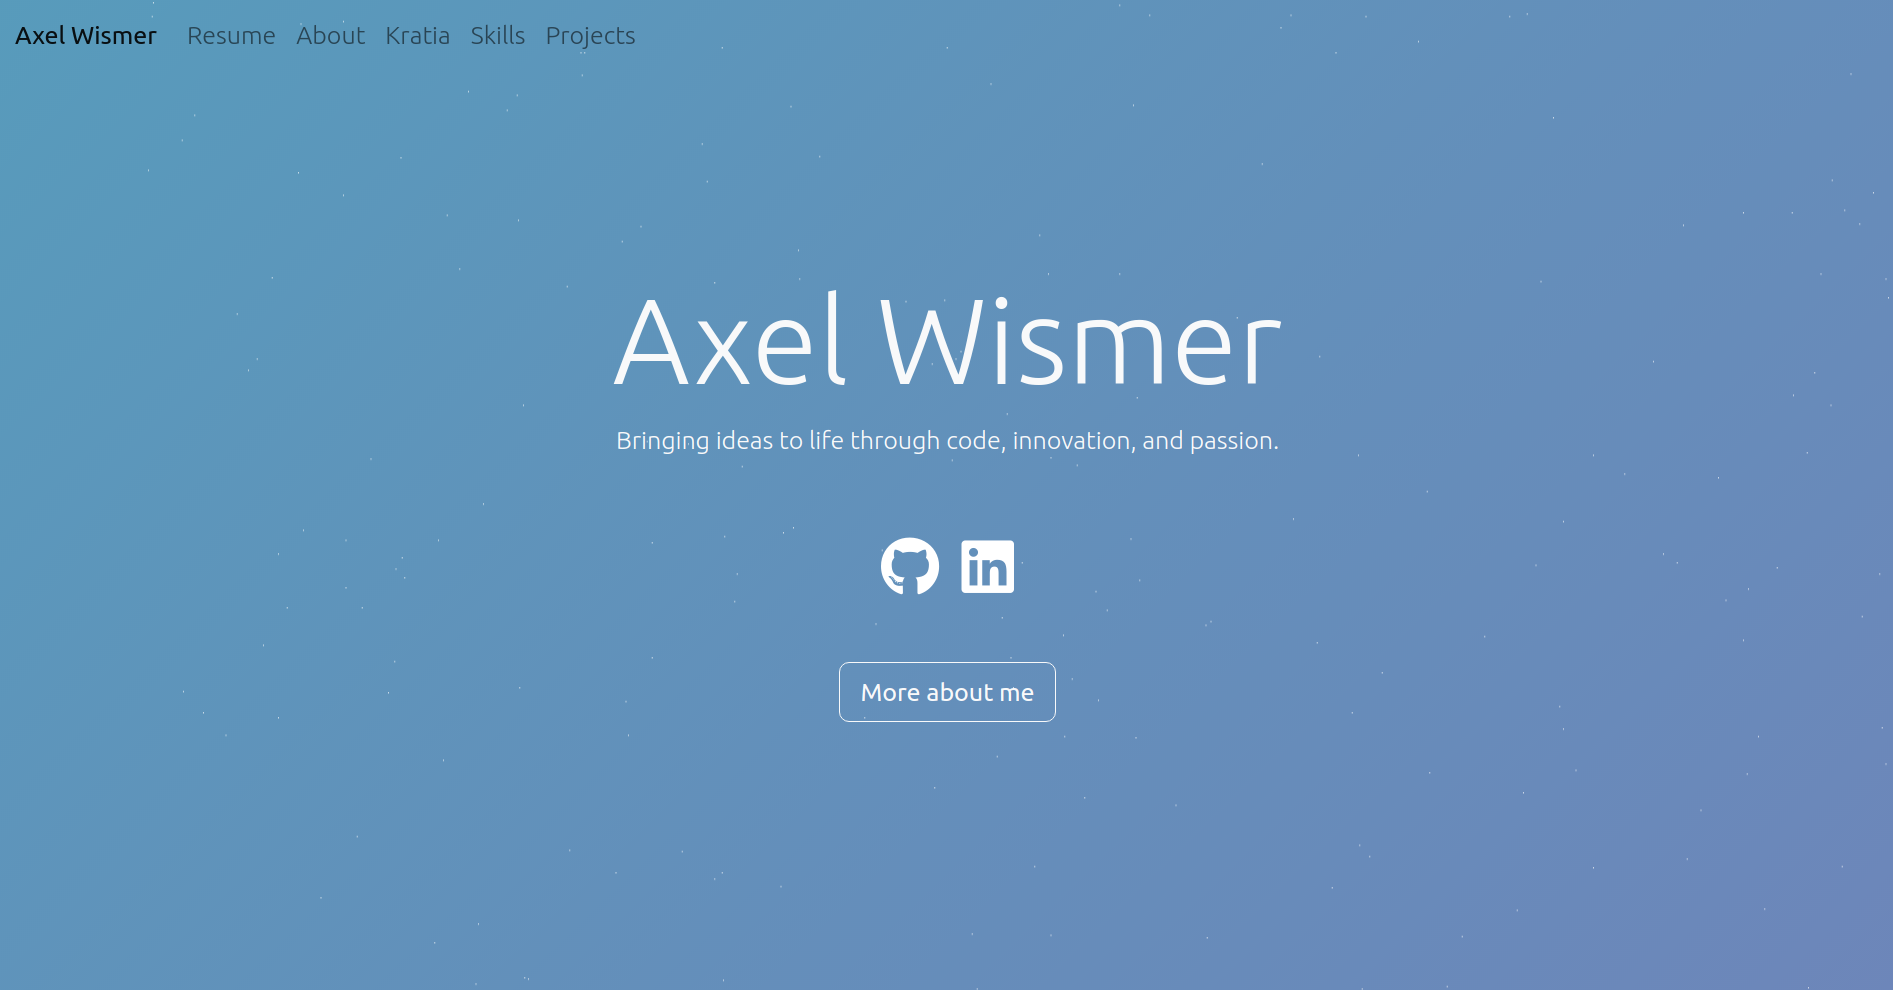 Axel Wismer Resume About Kratia Skills Projects
Axel Wismer
Bringing ideas to life through code, innovation, and passion.
in
More about me